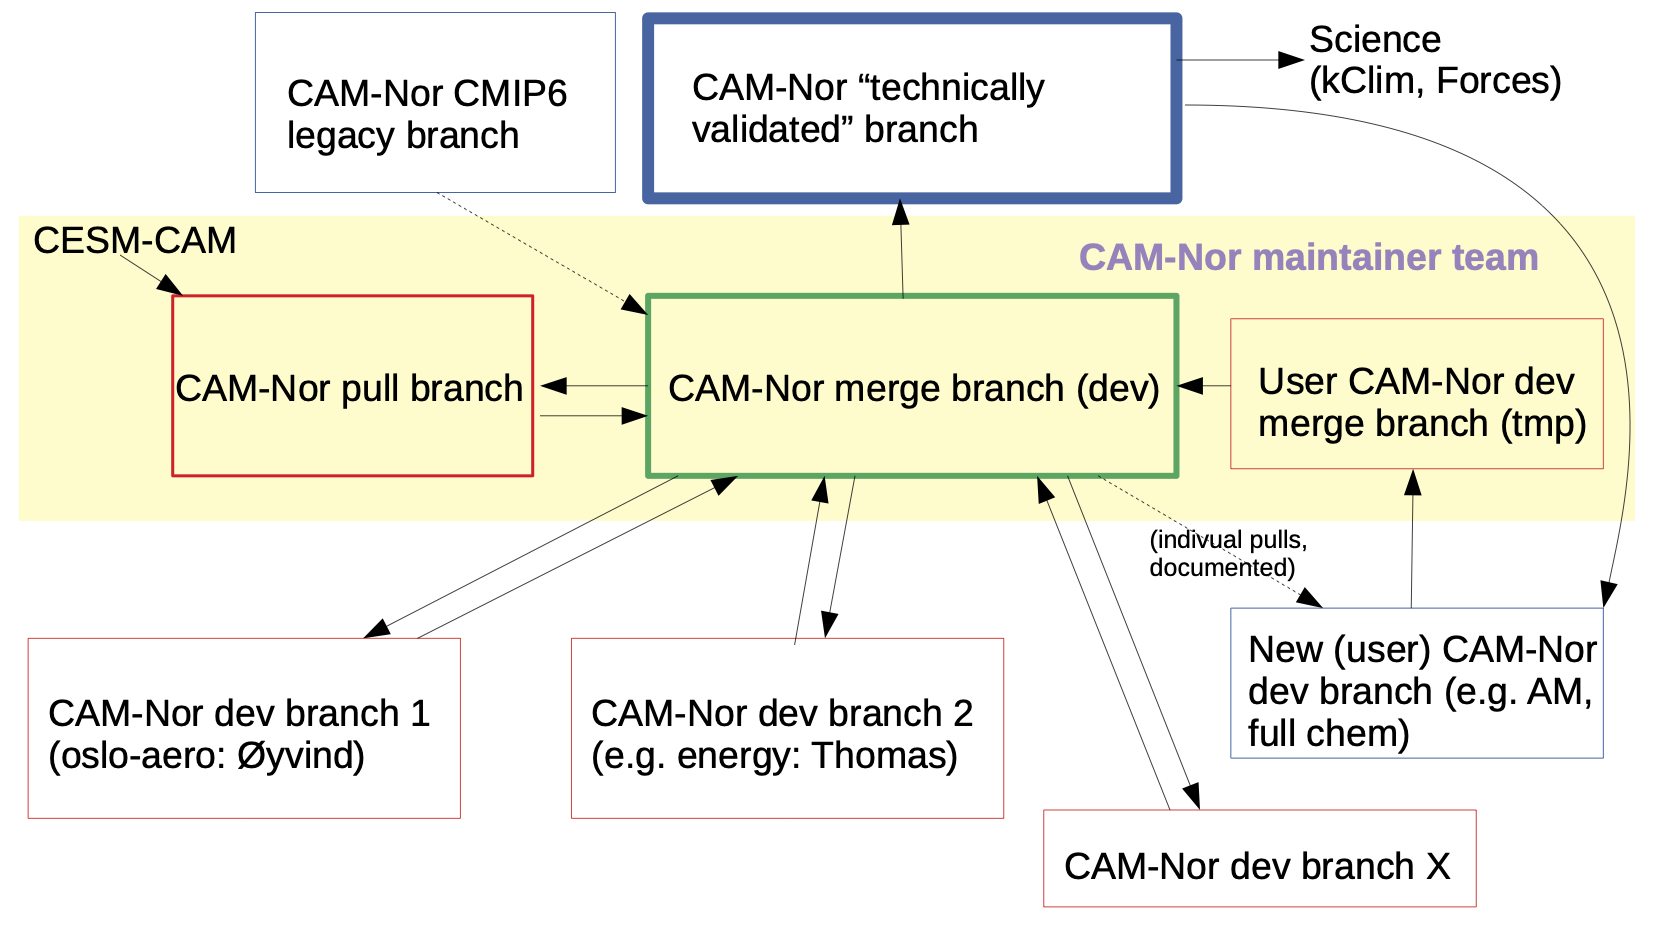 CAM-Nor CMIP6
legacy branch
CAM-Nor “technically
validated” branch
Science
(kClim, Forces)
CESM-CAM
CAM-Nor maintainer team
CAM-Nor pull branch
CAM-Nor merge branch (dev)
User CAM-Nor dev
merge branch (tmp)
(indivual pulls,
documented)
CAM-Nor dev branch 1
(oslo-aero: Øyvind)
CAM-Nor dev branch 2
(e.g. energy: Thomas)
New (user) CAM-Nor
dev branch (e.g. AM,
full chem)
CAM-Nor dev branch X